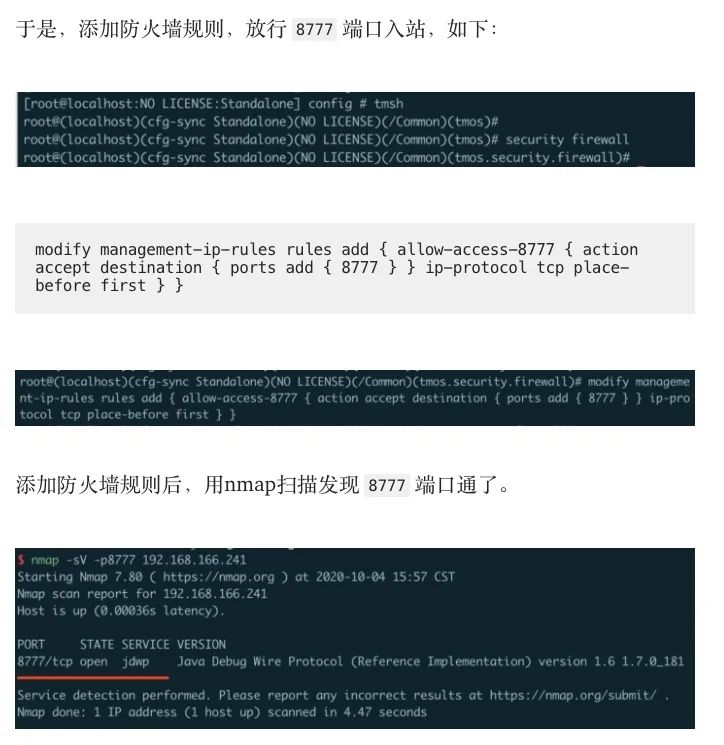 于是，添加防火墙规则，放行 8777 端口入站，如下：
[root@localhost:NO LICENSE:Standalone] config # tmsh
root@(localhost)(cfg-sync Standalone)(NO LICENSE)(/Common)(tmos)#
root@(localhost)(cfg-sync Standalone)(NO LICENSE)(/Common)(tmos)# security firewall
root@(localhost)(cfg-sync Standalone)(NO LICENSE)(/Common)(tmos.security.firewall)#
modify management-ip-rules rules add { allow-access-8777 { action
accept destination { ports add { 8777 } } ip-protocol tcp place-
before first } }
root@(localhost)(cfg-sync Standalone)(NO LICENSE)(/Common)(tmos.security.firewall)# modify manageme
nt-ip-rules rules add { allow-access-8777 { action accept destination { ports add { 8777 } } ip-pro
tocol tcp place-before first } }
添加防火墙规则后，用nmap扫描发现 8777 端口通了。
$ nmap -sV -p8777 192.168.166.241
Starting Nmap 7.80 ( https://nmap.org ) at 2020-10-04 15:57 CST
Nmap scan report for 192.168.166.241
Host is up (0.00036s latency).
PORT STATE SERVICE VERSION
8777/tcp open jdwp Java Debug Wire Protocol (Reference Implementation) version 1.6 1.7.0_181
Service detection performed. Please report any incorrect results at https://nmap.org/submit/ .
Nmap done: 1 IP address (1 host up) scanned in 4.47 seconds